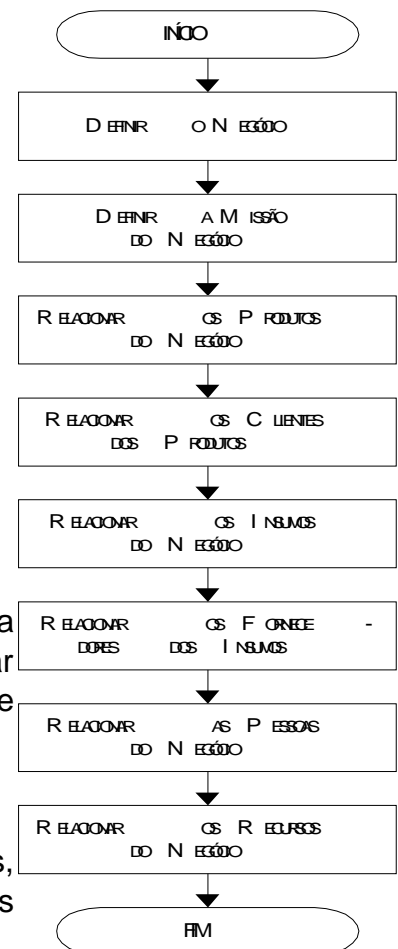 INÍCIO
DEFINIR O NEGÓCIO
DEFINIR A MISSÃO
DO NEGÓCIO
RELACIONAR OS PRODUTOS
DO NEGÓCIO
RELACIONAR OS CLIENTES
DOS PRODUTOS
RELACIONAR OS INSUMOS
DO NEGÓCIO
a
RELACIONAR OS FORNECE -
ar
DORES DOS INSUMOS
e
RELACIONAR AS PESSOAS
DO NEGÓCIO
RELACIONAR OS RECURSOS
DO NEGÓCIO
s,
s
FIM